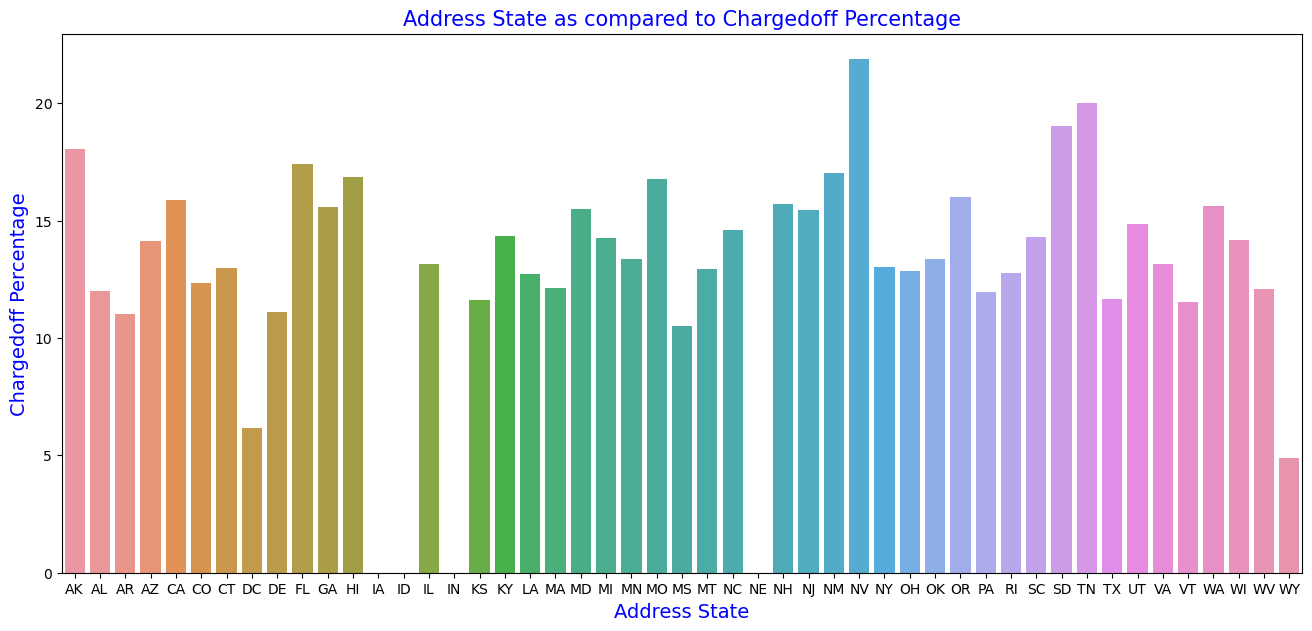 Address State as compared to Chargedoff Percentage
Chargedoff Percentage
20
15
10
5
0
AK AL AR AZ CA CO CT DC DE FL GA HI IA ID IL IN KS KY LA MA MD MI MN MO MS MT NC NE NH NJ NM NV NY OH OK OR PA RI SC SD TN TX UT VA VT WA WI WV WY
Address State